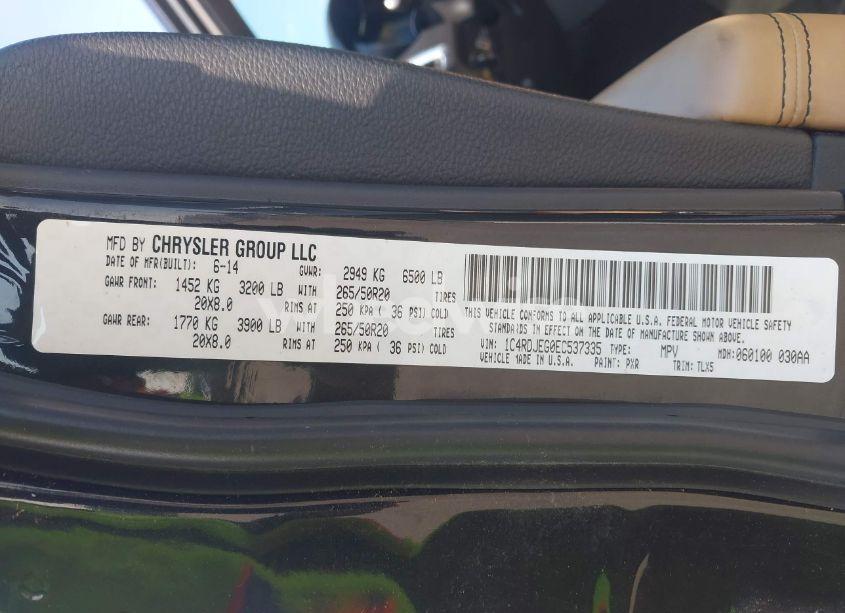 MFD BY CHRYSLER GROUP LLC
DATE OF MFR(BUILT): 6-14 GVWR: 2949 KG 6500 LB
GAWR FRONT: 1452 KG 3200 LB WITH 265/50R20 TIRES
20X8.0 RIMS AT 250 KPA ( 36 PSI) COLD
GAWR REAR: 1770 KG 3900 LB WITH 265/50R20 TIRES
20X8.0 RIMS AT 250 KPA ( 36 PSI) COLD
THIS VEHICLE CONFORMS TO ALL APPLICABLE U.S.A. FEDERAL MOTOR VEHICLE SAFETY
STANDARDS IN EFFECT ON THE DATE OF MANUFACTURE SHOWN ABOVE.
VIN: 1C4RDJEG0EC537335 TYPE: MPV MDH: 060100 030AA
VEHICLE MADE IN U.S.A. PAINT: PXR TRIM: TLX5